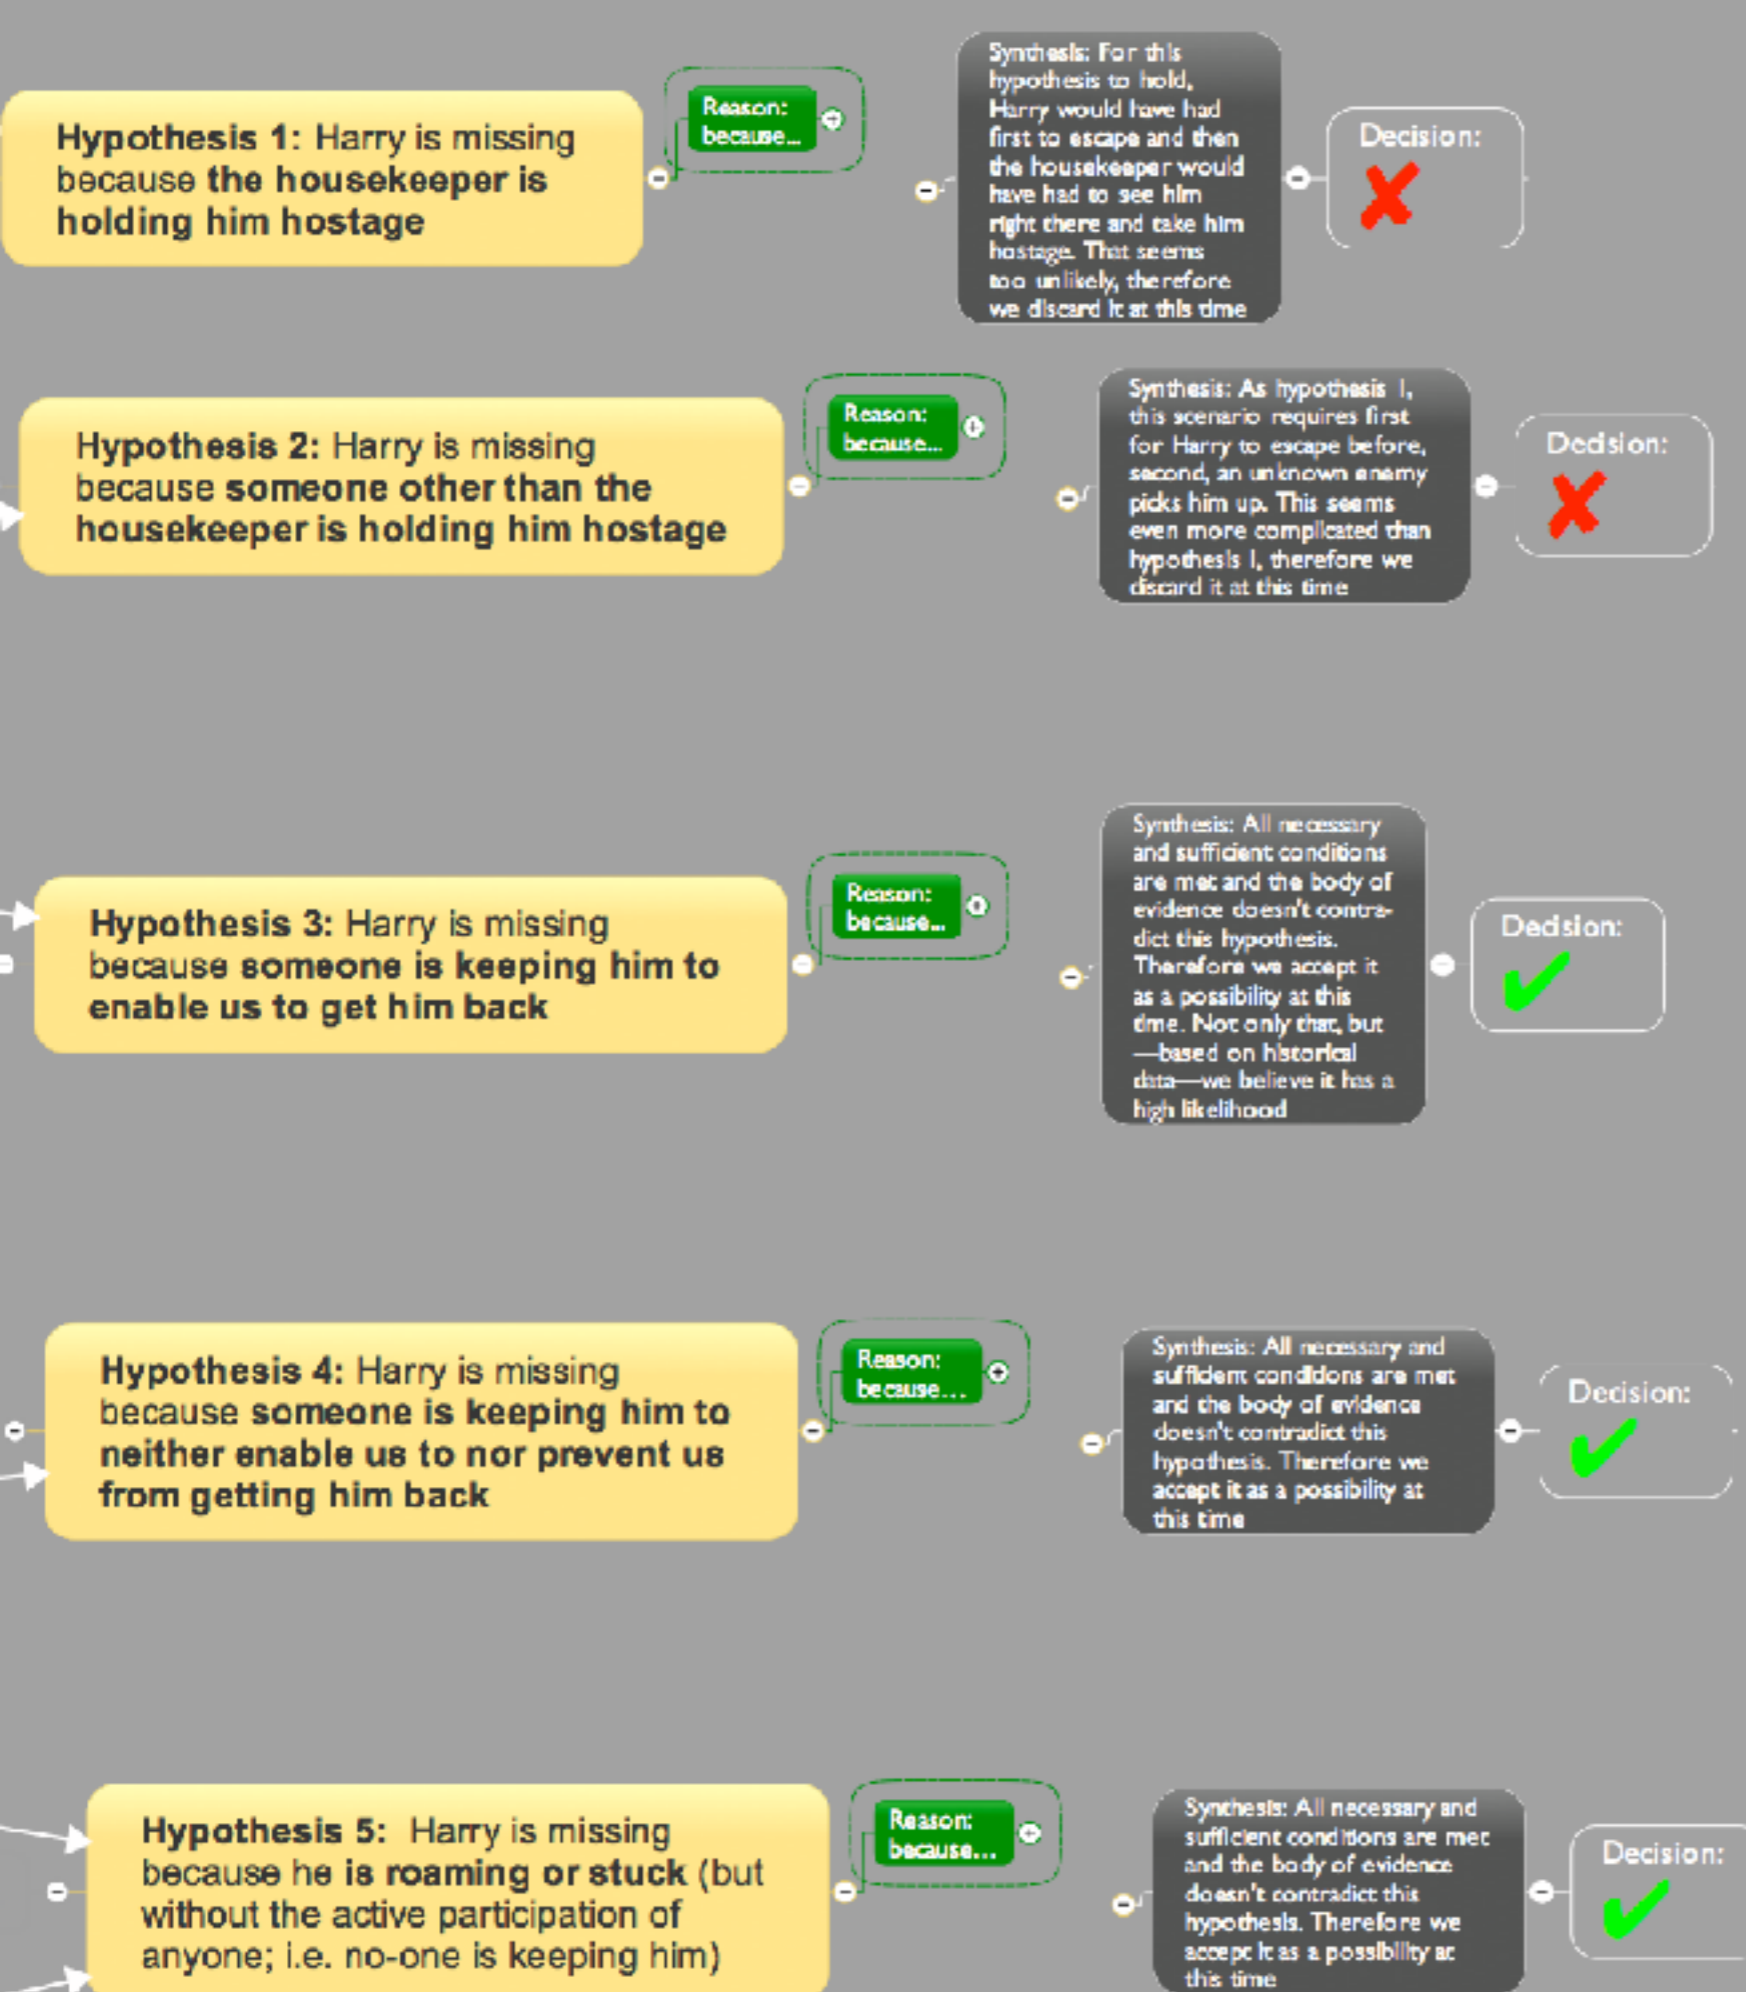 Hypothesis 1: Harry is missing
because the housekeeper is
holding him hostage
Reason:
because...
Synthesis: For this
hypothesis to hold,
Harry would have had
first to escape and then
the housekeeper would
have had to see him
right there and take him
hostage. That seems
too unlikely, therefore
we discard it at this time
Decision:
Hypothesis 2: Harry is missing
because someone other than the
housekeeper is holding him hostage
Reason:
because...
Synthesis: As hypothesis 1,
this scenario requires first
for Harry to escape before,
second, an unknown enemy
picks him up. This seems
even more complicated than
hypothesis 1, therefore we
discard it at this time
Decision:
Hypothesis 3: Harry is missing
because someone is keeping him to
enable us to get him back
Reason:
because...
Synthesis: All necessary
and sufficient conditions
are met and the body of
evidence doesn't contra-
dict this hypothesis.
Therefore we accept it
as a possibility at this
time. Not only that, but
—based on historical
data—we believe it has a
high likelihood
Decision:
Hypothesis 4: Harry is missing
because someone is keeping him to
neither enable us to nor prevent us
from getting him back
Reason:
because...
Synthesis: All necessary and
sufficient conditions are met
and the body of evidence
doesn't contradict this
hypothesis. Therefore we
accept it as a possibility at
this time
Decision:
Hypothesis 5: Harry is missing
because he is roaming or stuck (but
without the active participation of
anyone; i.e. no-one is keeping him)
Reason:
because...
Synthesis: All necessary and
sufficient conditions are met
and the body of evidence
doesn't contradict this
hypothesis. Therefore we
accept it as a possibility at
this time
Decision: